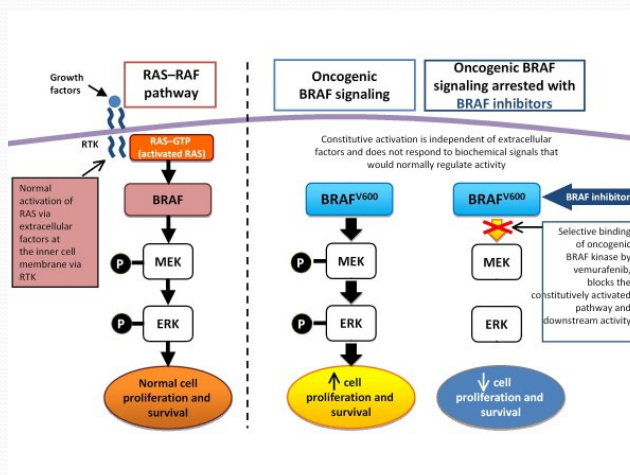 Growth
factors
RAS–RAF
pathway
RTK
RAS–GTP
(activated RAS)
Normal
activation of
RAS via
extracellular
factors at
the inner cell
membrane via
RTK
BRAF
P
MEK
P
ERK
Normal cell
proliferation and
survival
Oncogenic
BRAF signaling
Oncogenic BRAF
signaling arrested with
BRAF inhibitors
Constitutive activation is independent of extracellular
factors and does not respond to biochemical signals that
would normally regulate activity
BRAFV600
P
MEK
P
ERK
↑ cell
proliferation and
survival
BRAFV600
BRAF inhibitor
Selective binding
of oncogenic
BRAF kinase by
vemurafenib,
blocks the
constitutively activated
pathway and
downstream activity
MEK
ERK
↓ cell
proliferation and
survival